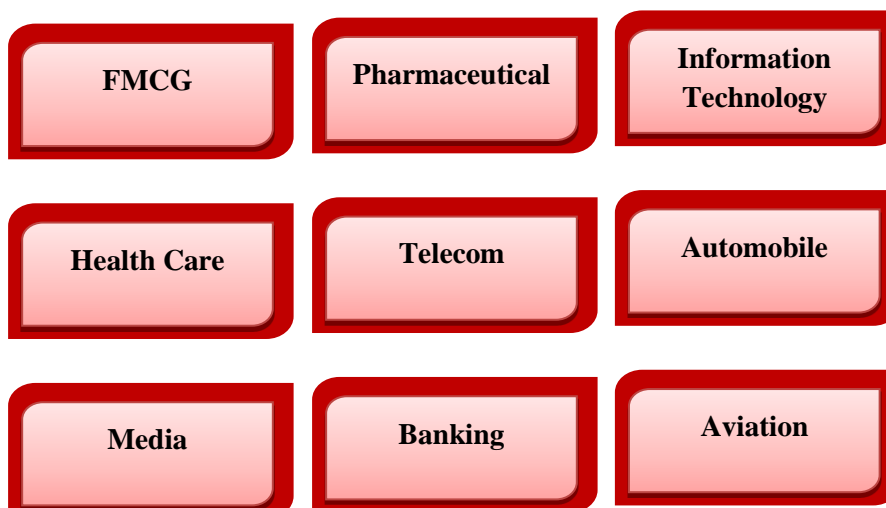 FMCG
Pharmaceutical
Information
Technology
Health Care
Telecom
Automobile
Media
Banking
Aviation